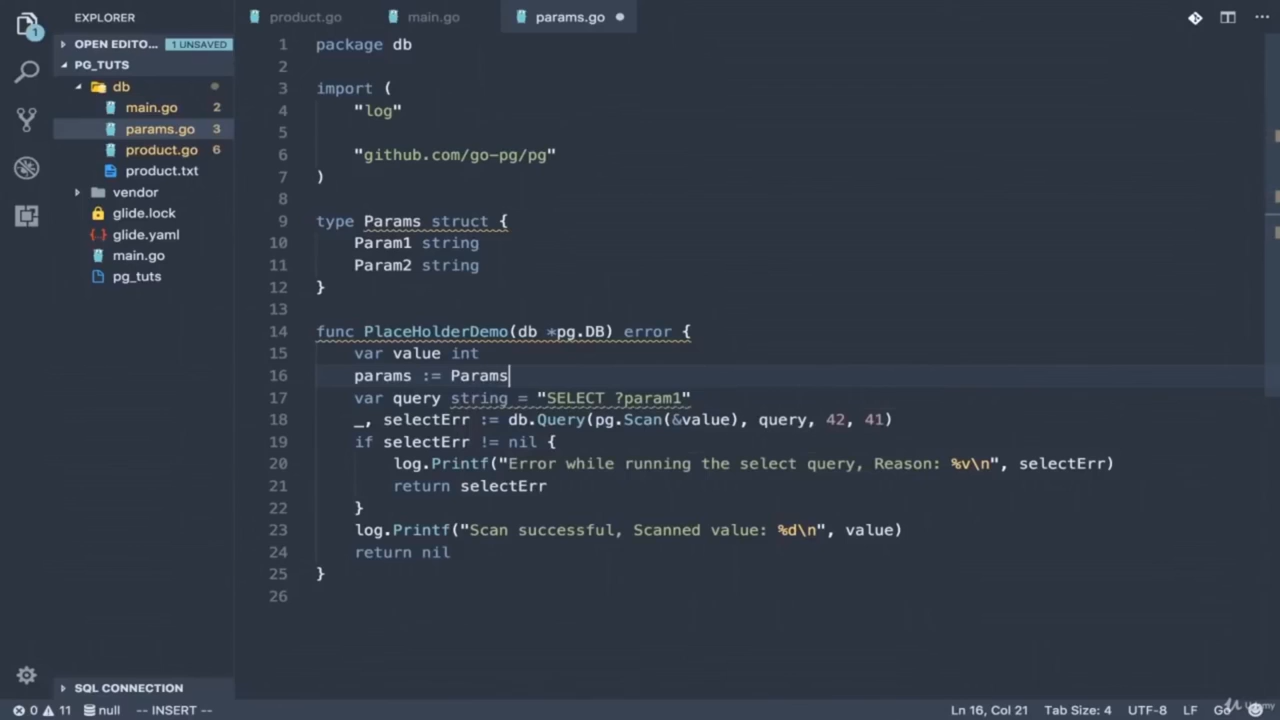 EXPLORER
OPEN EDITO... 1 UNSAVED
PG_TUTS
db
main.go 2
params.go 3
product.go 6
product.txt
vendor
glide.lock
glide.yaml
main.go
pg_tuts
SQL CONNECTION
product.go main.go params.go
1 package db
2
3 import (
4 "log"
5
6 "github.com/go-pg/pg"
7 )
8
9 type Params struct {
10 Param1 string
11 Param2 string
12 }
13
14 func PlaceHolderDemo(db *pg.DB) error {
15 var value int
16 params := Params
17 var query string = "SELECT ?param1"
18 _, selectErr := db.Query(pg.Scan(&value), query, 42, 41)
19 if selectErr != nil {
20 log.Printf("Error while running the select query, Reason: %v\n", selectErr)
21 return selectErr
22 }
23 log.Printf("Scan successful, Scanned value: %d\n", value)
24 return nil
25 }
26
0 11 null -- INSERT -- Ln 16, Col 21 Tab Size: 4 UTF-8 LF Go
Udemy
1